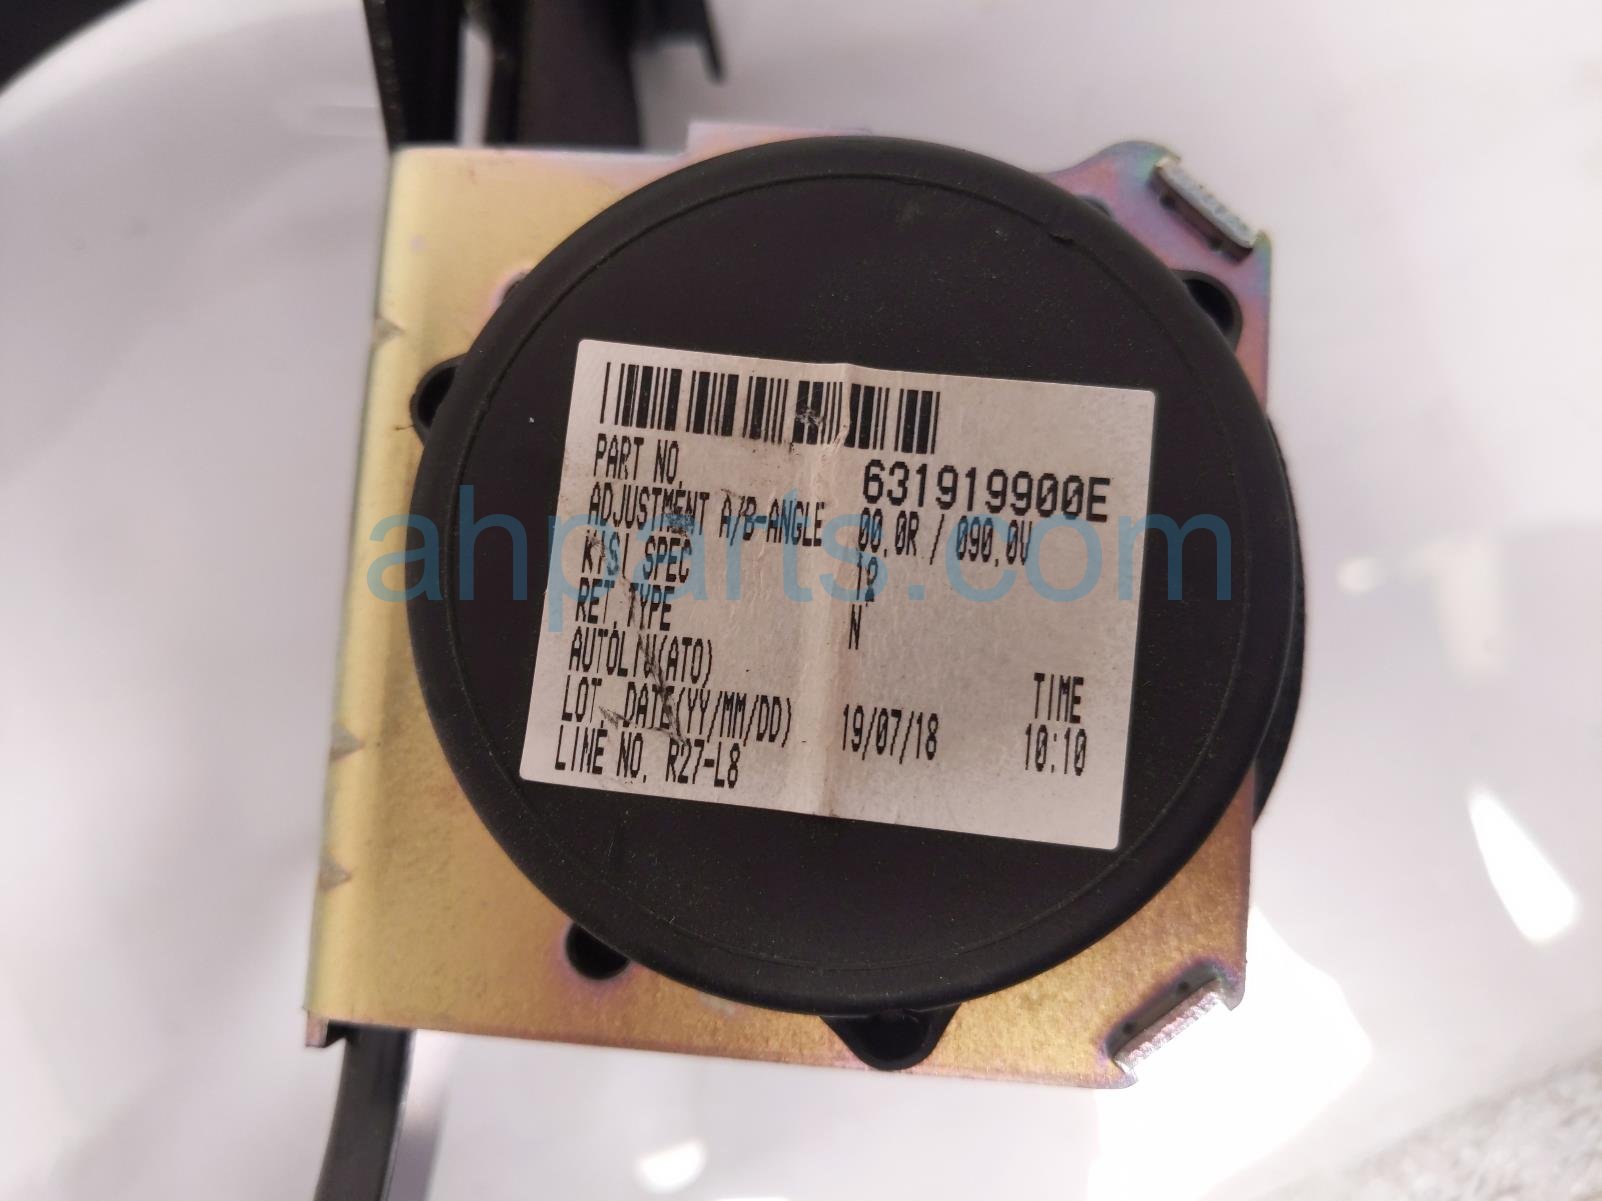 PART NO. 631919900E
ADJUSTMENT A/B-ANGLE 00.0R / 090.0V
K/S/ SPEC 12
RET.TYPE N
AUTOLIV(ATO)
LOT. DATE(YY/MM/DD) 19/07/18 TIME
LINE NO. R27-L8 10:10
ahparts.com